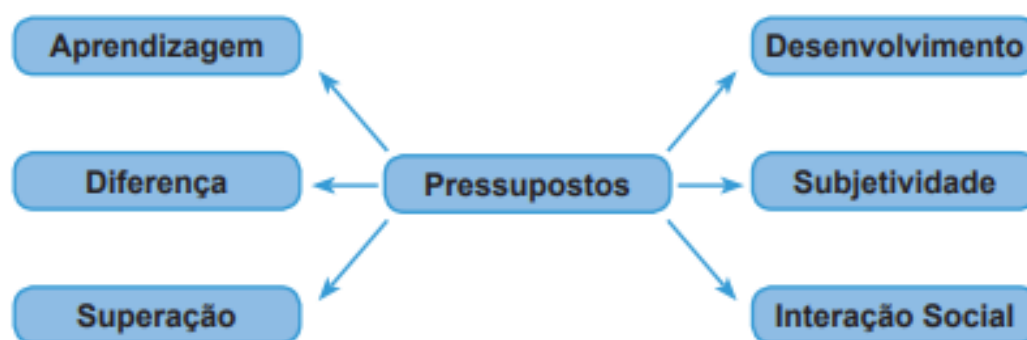 Aprendizagem
Desenvolvimento
Diferença
Pressupostos
Subjetividade
Superação
Interação Social